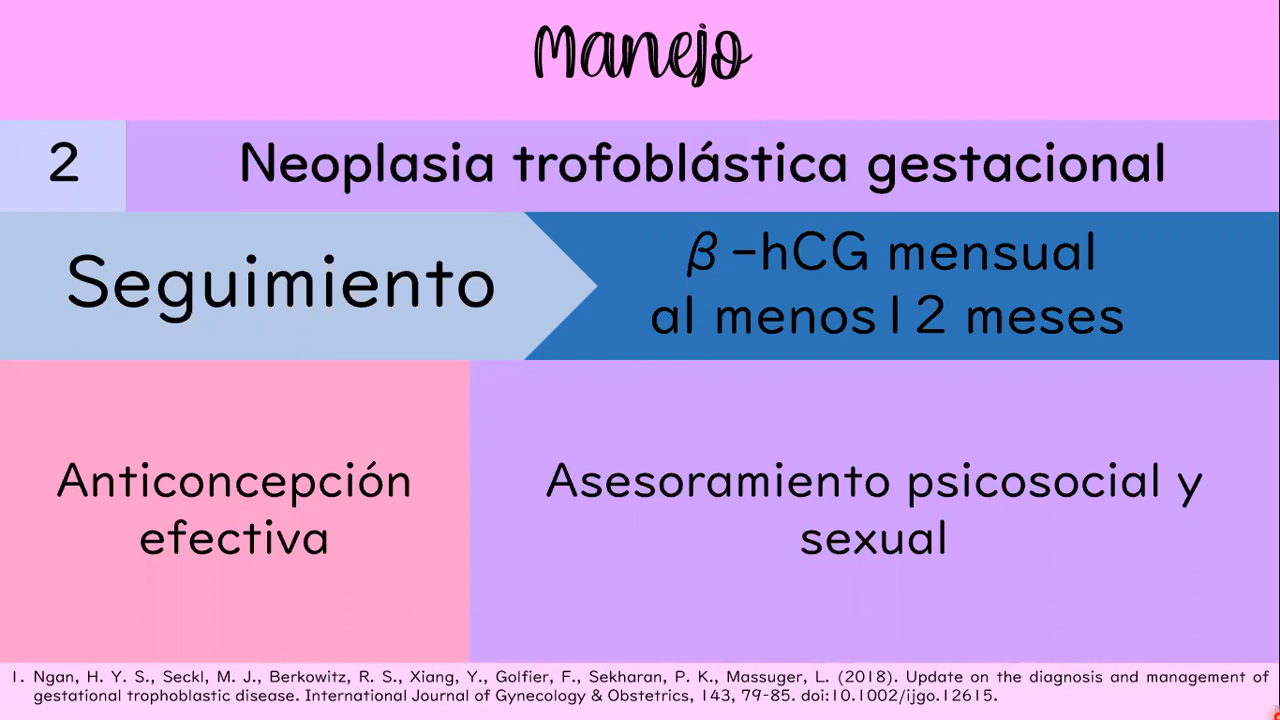 Manejo
2
Neoplasia trofoblástica gestacional
Seguimiento
β-hCG mensual
al menos 12 meses
Anticoncepción
efectiva
Asesoramiento psicosocial y
sexual
1. Ngan, H. Y. S., Seckl, M. J., Berkowitz, R. S., Xiang, Y., Golfier, F., Sekharan, P. K., Massuger, L. (2018). Update on the diagnosis and management of
gestational trophoblastic disease. International Journal of Gynecology & Obstetrics, 143, 79-85. doi:10.1002/ijgo.12615.